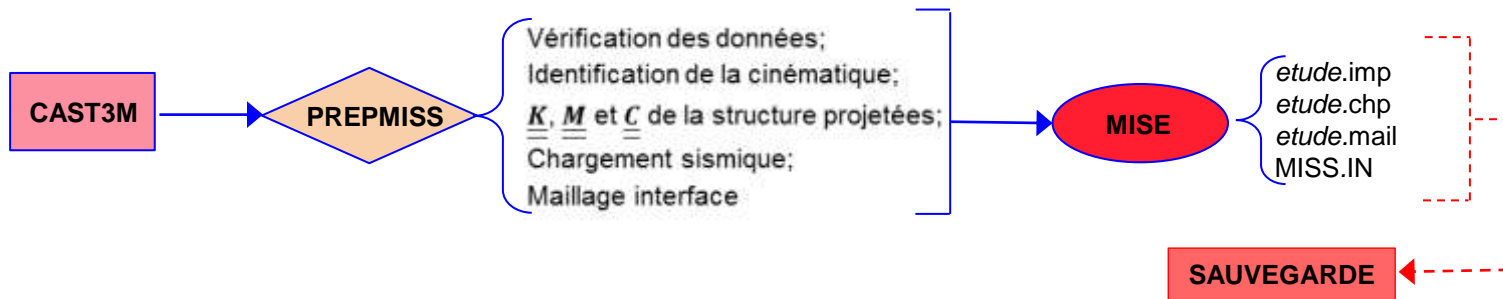 CAST3M
PREPMISS
Vérification des données;
Identification de la cinématique;
K, M et C de la structure projetées;
Chargement sismique;
Maillage interface
MISE
etude.imp
etude.chp
etude.mail
MISS.IN
SAUVEGARDE